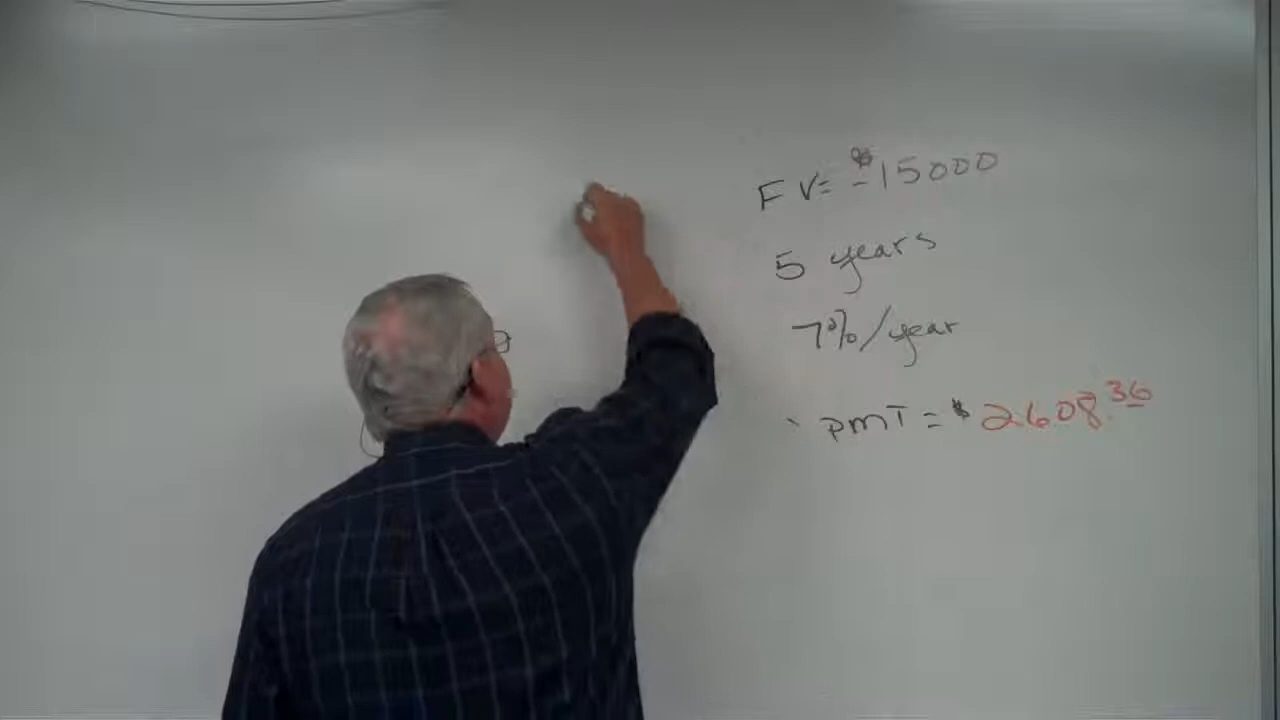 FV= $-15000
5 years
7%/year
PMT = $2608.36